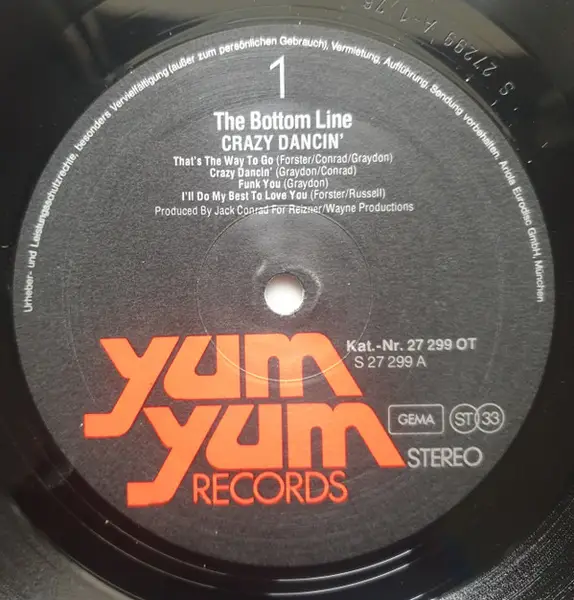 Urheber- und Leistungsschutzrechte, besonders Vervielfältigung (außer zum persönlichen Gebrauch), Vermietung, Aufführung, Sendung vorbehalten. Ariola Eurodisc GmbH, München
S 27299 A-1/76
1
The Bottom Line
CRAZY DANCIN'
That's The Way To Go (Forster/Conrad/Graydon)
Crazy Dancin' (Graydon/Conrad)
Funk You (Graydon)
I'll Do My Best To Love You (Forster/Russell)
Produced By Jack Conrad For Reizner/Wayne Productions
Kat.-Nr. 27 299 OT
S 27 299 A
yum
yum
RECORDS
GEMA
ST 33
STEREO